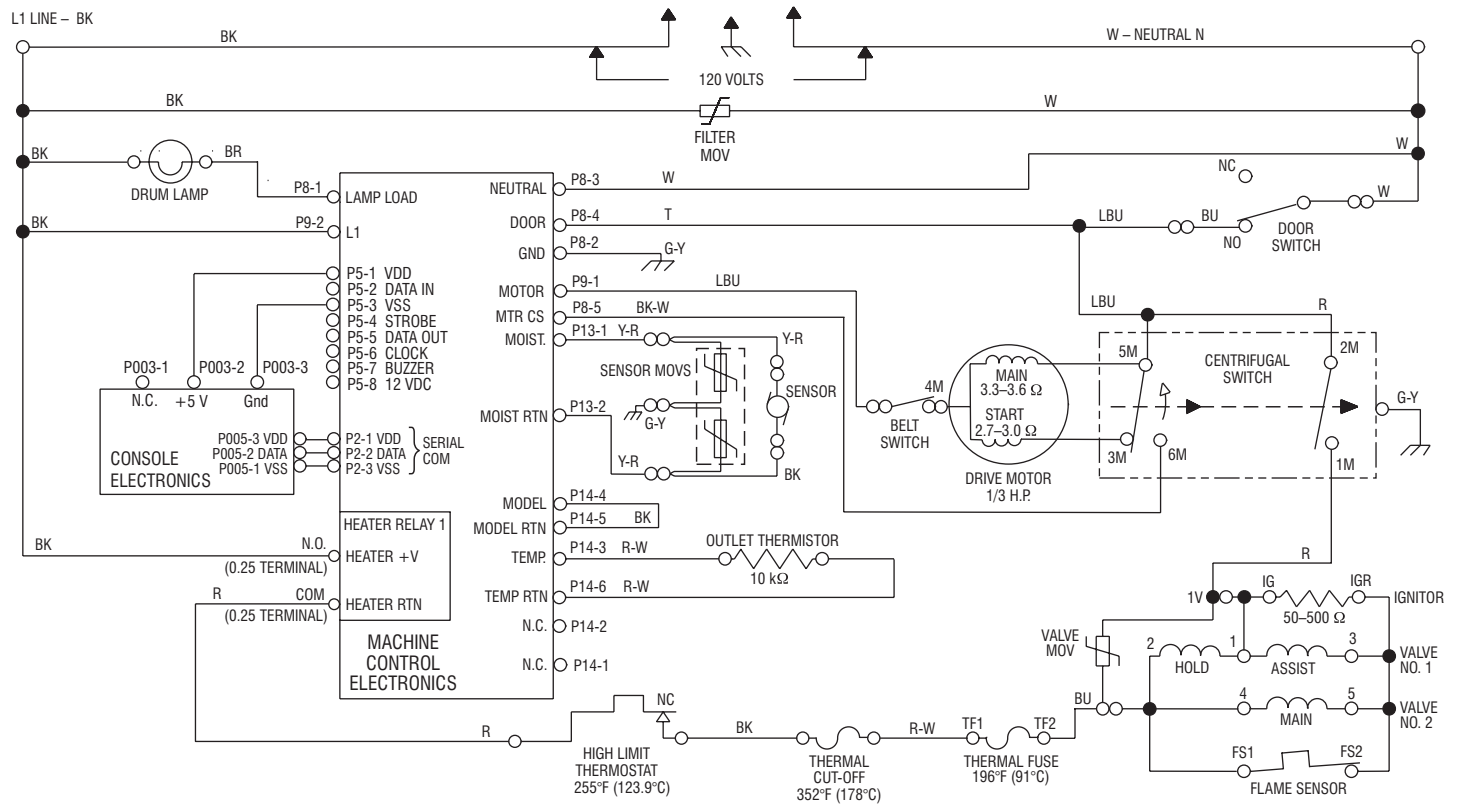 L1 LINE – BK
BK
W – NEUTRAL N
120 VOLTS
BK
W
FILTER
MOV
BK
BR
DRUM LAMP
P8-1
LAMP LOAD
BK
P9-2
L1
P5-1 VDD
P5-2 DATA IN
P5-3 VSS
P5-4 STROBE
P5-5 DATA OUT
P5-6 CLOCK
P5-7 BUZZER
P5-8 12 VDC
P003-1
P003-2
P003-3
N.C.
+5 V
Gnd
P005-3 VDD
P005-2 DATA
P005-1 VSS
CONSOLE
ELECTRONICS
P2-1 VDD
P2-2 DATA
P2-3 VSS
SERIAL
COM
HEATER RELAY 1
BK
N.O.
(0.25 TERMINAL)
HEATER +V
R
COM
(0.25 TERMINAL)
HEATER RTN
MACHINE
CONTROL
ELECTRONICS
NEUTRAL
P8-3
W
W
DOOR
P8-4
T
GND
P8-2
G-Y
MOTOR
P9-1
LBU
MTR CS
P8-5
BK-W
MOIST.
P13-1
Y-R
Y-R
SENSOR MOVS
SENSOR
G-Y
MOIST RTN
P13-2
Y-R
BK
MODEL
P14-4
MODEL RTN
P14-5
BK
TEMP.
P14-3
R-W
OUTLET THERMISTOR
10 kΩ
TEMP RTN
P14-6
R-W
N.C.
P14-2
N.C.
P14-1
NC
LBU
BU
NO
DOOR
SWITCH
W
LBU
R
5M
CENTRIFUGAL
SWITCH
2M
4M
BELT
SWITCH
MAIN
3.3–3.6 Ω
START
2.7–3.0 Ω
DRIVE MOTOR
1/3 H.P.
3M
6M
1M
G-Y
R
1V
IG
IGR
IGNITOR
50–500 Ω
VALVE
MOV
2
HOLD
1
ASSIST
3
VALVE
NO. 1
BU
4
MAIN
5
VALVE
NO. 2
FS1
FS2
FLAME SENSOR
R
NC
HIGH LIMIT
THERMOSTAT
255°F (123.9°C)
BK
THERMAL
CUT-OFF
352°F (178°C)
R-W
TF1
TF2
THERMAL FUSE
196°F (91°C)